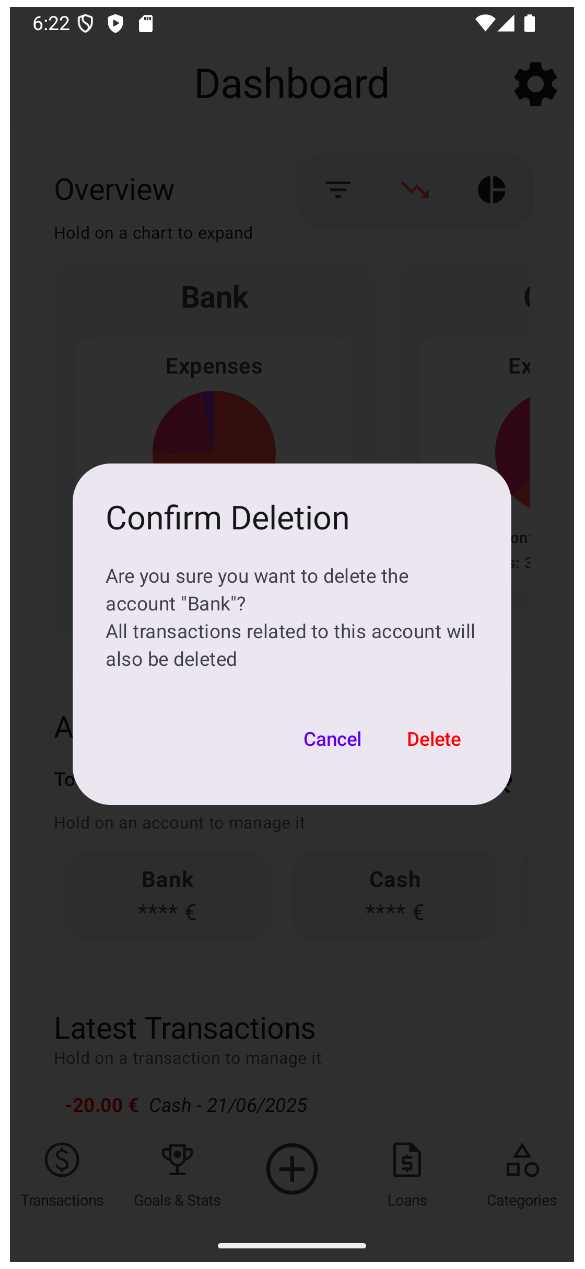 6:22
Dashboard
Overview
Hold on a chart to expand
Bank
Expenses
Confirm Deletion
Are you sure you want to delete the
account "Bank"?
All transactions related to this account will
also be deleted
Cancel
Delete
Hold on an account to manage it
Bank
**** €
Cash
**** €
Latest Transactions
Hold on a transaction to manage it
-20.00 € Cash - 21/06/2025
Transactions
Goals & Stats
Loans
Categories